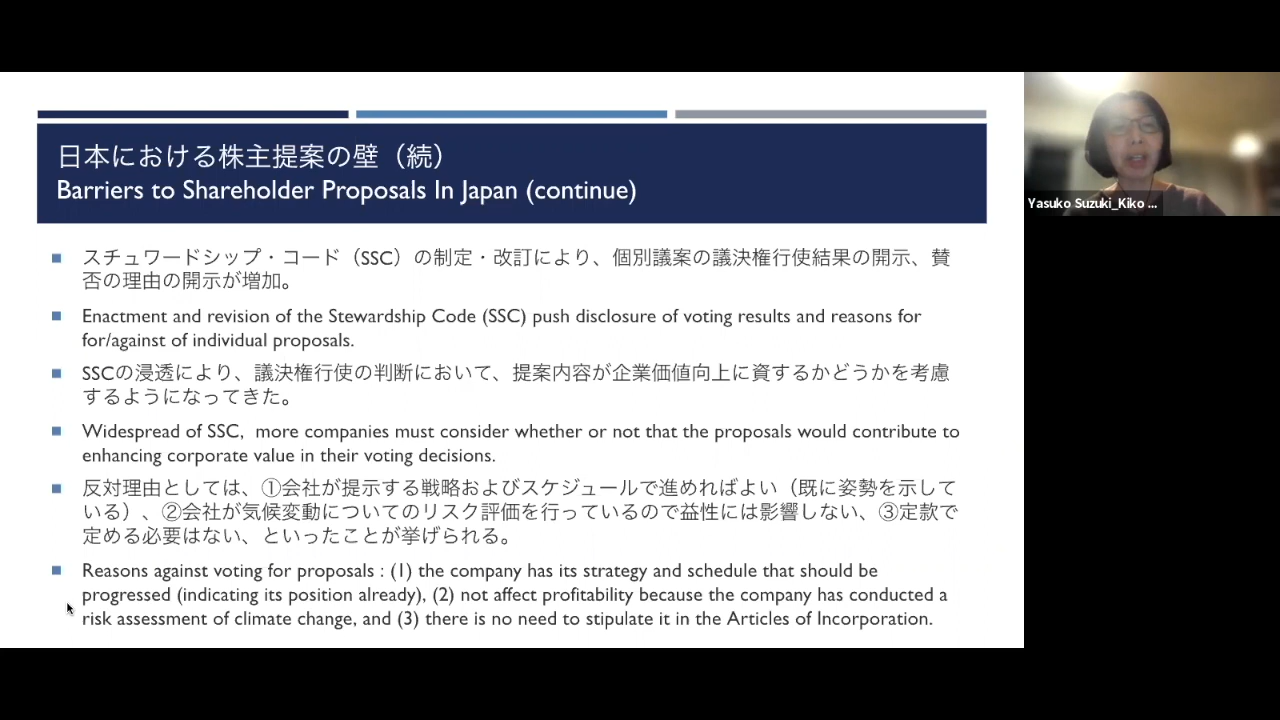 日本における株主提案の壁（続）
Barriers to Shareholder Proposals In Japan (continue)
スチュワードシップ・コード（SSC）の制定・改訂により、個別議案の議決権行使結果の開示、賛
否の理由の開示が増加。
Enactment and revision of the Stewardship Code (SSC) push disclosure of voting results and reasons for
for/against of individual proposals.
SSCの浸透により、議決権行使の判断において、提案内容が企業価値向上に資するかどうかを考慮
するようになってきた。
Widespread of SSC, more companies must consider whether or not that the proposals would contribute to
enhancing corporate value in their voting decisions.
反対理由としては、①会社が提示する戦略およびスケジュールで進めればよい（既に姿勢を示して
いる）、②会社が気候変動についてのリスク評価を行っているので益性には影響しない、③定款で
定める必要はない、といったことが挙げられる。
Reasons against voting for proposals : (1) the company has its strategy and schedule that should be
progressed (indicating its position already), (2) not affect profitability because the company has conducted a
risk assessment of climate change, and (3) there is no need to stipulate it in the Articles of Incorporation.
Yasuko Suzuki_Kiko ...